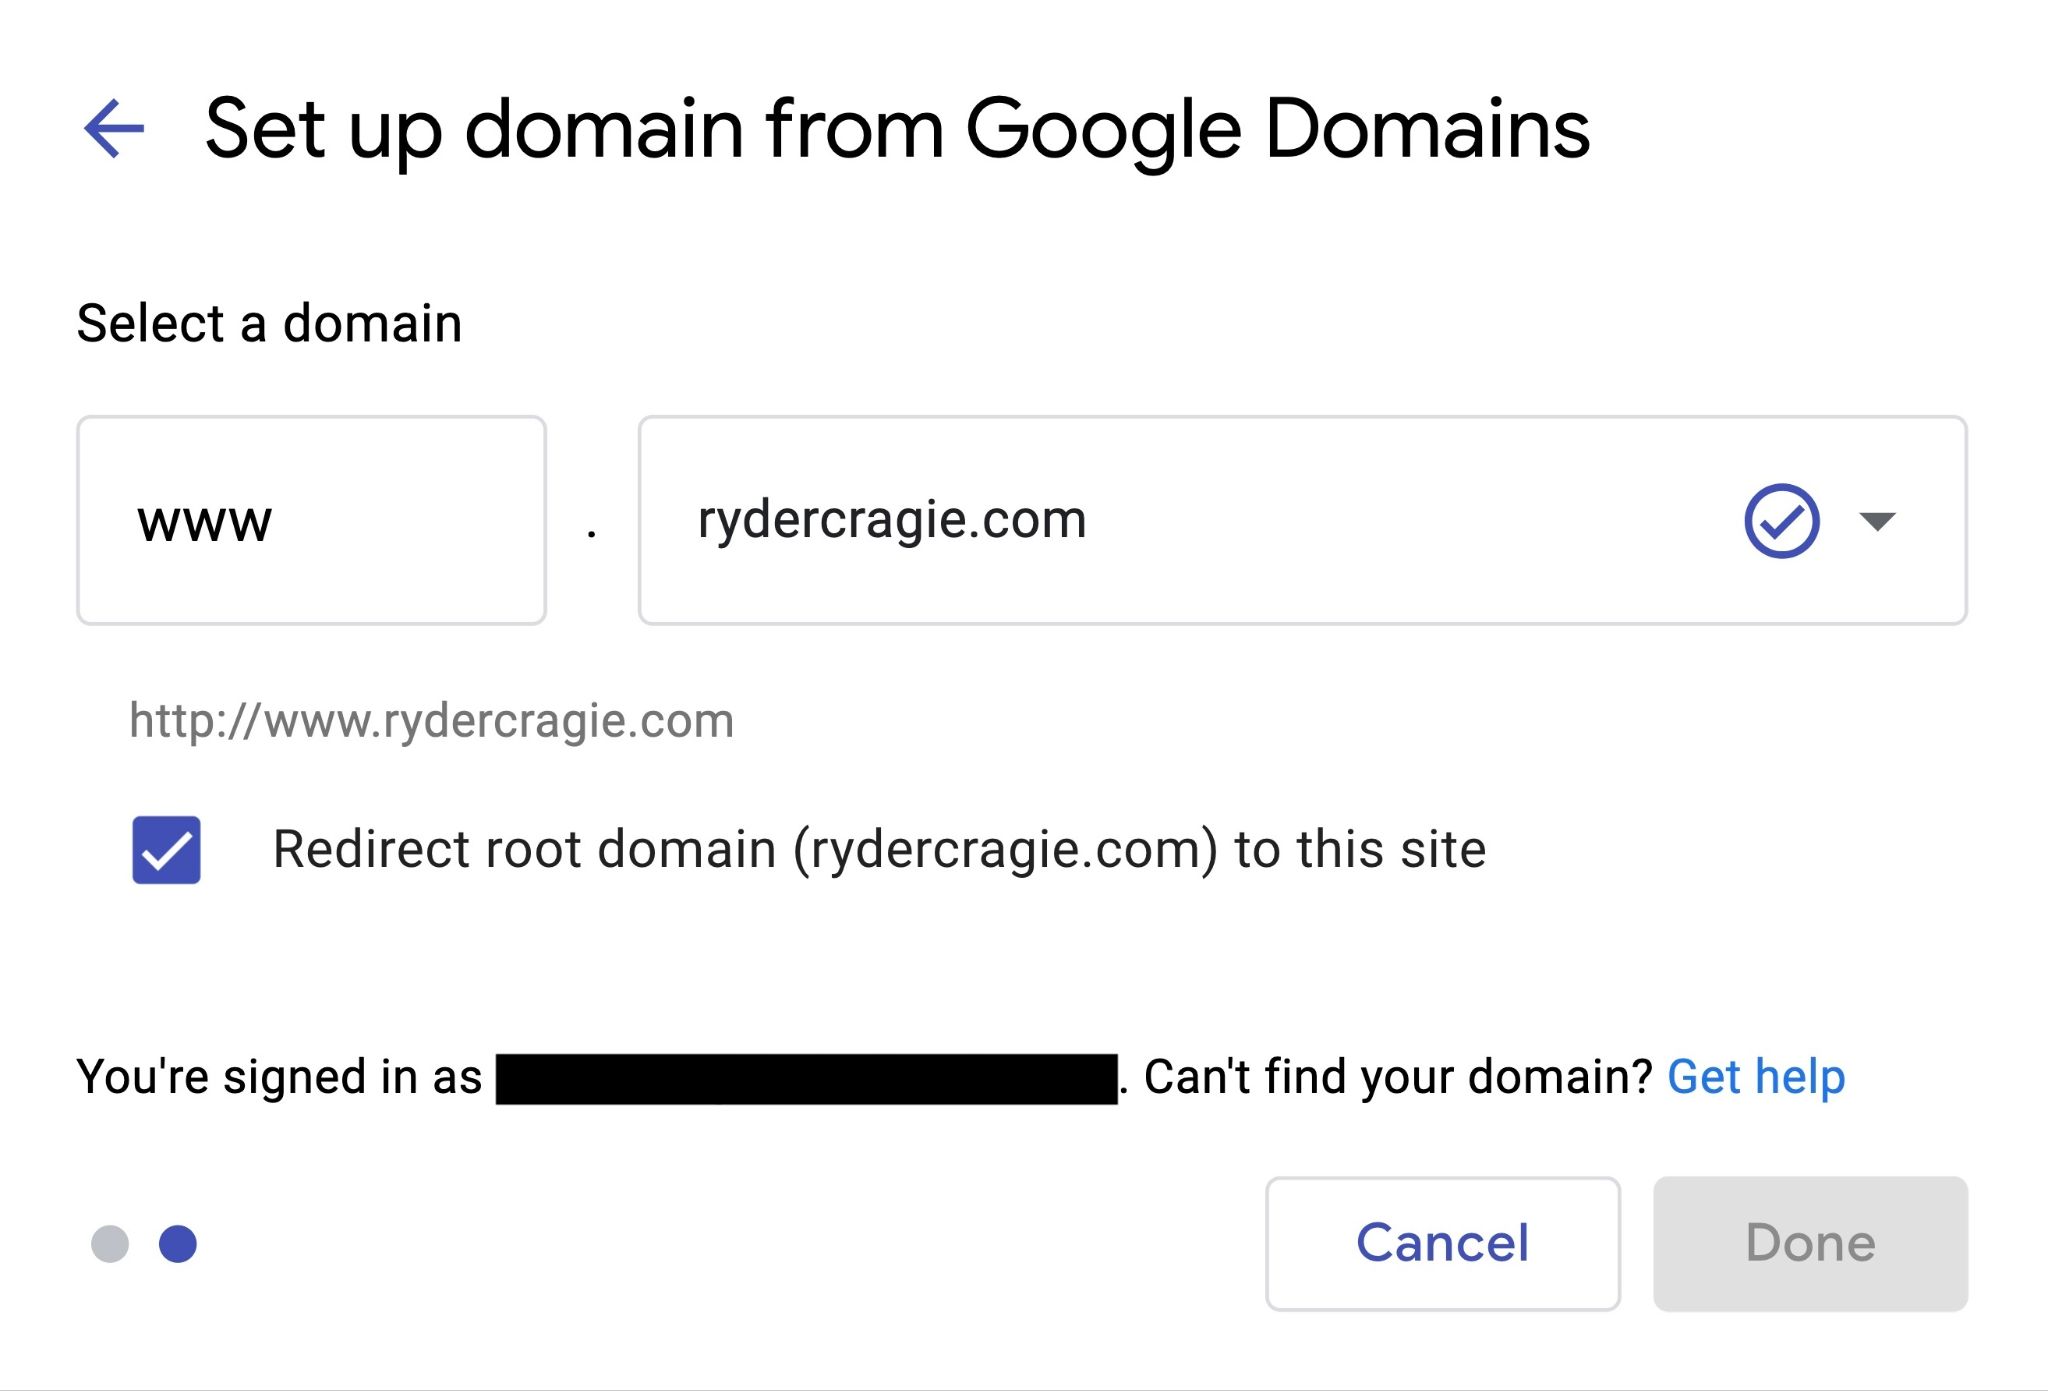 Set up domain from Google Domains
Select a domain
www . rydercragie.com
http://www.rydercragie.com
Redirect root domain (rydercragie.com) to this site
You're signed in as . Can't find your domain? Get help
Cancel Done